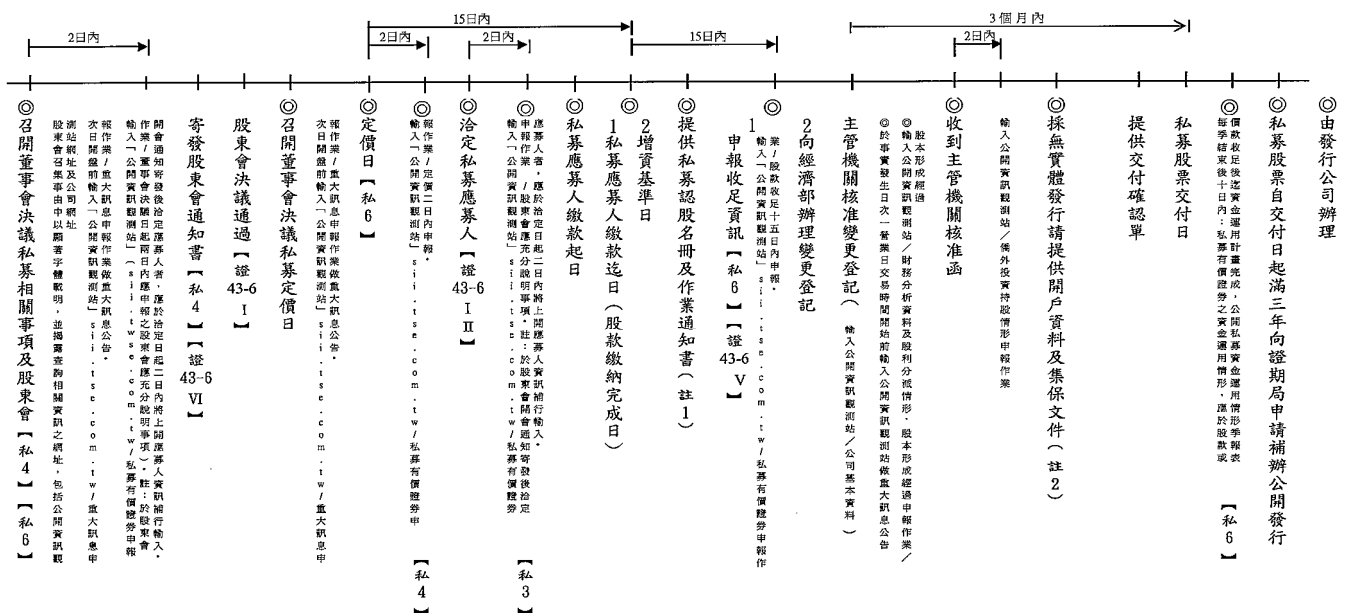 2日內
15日內
2日內
2日內
15日內
3個月內
2日內
◎召開董事會決議私募相關事項及股東會【私4】【私6】
股東會召集事由中以顯著字體載明，並揭露查詢相關資訊之網址，包括公開資訊觀
測站網址及公司網址
次日開盤前輸入「公開資訊觀測站」sii.tse.com.tw/重大訊息申
報作業/重大訊息申報作業做重大訊息公告。
◎輸入「公開資訊觀測站」(sii.twse.com.tw/私募有價證券申報
作業/董事會決議日起兩日內應申報之股東會應充分說明事項)。註：於股東會
開會通知寄發後洽定應募人者，應於洽定日起二日內將上開應募人資訊補行輸入。
寄發股東會通知書【私4】【證43-6 VI】
股東會決議通過【證43-6 I】
◎召開董事會決議私募定價日
次日開盤前輸入「公開資訊觀測站」sii.tse.com.tw/重大訊息申
報作業/重大訊息申報作業做重大訊息公告。
◎定價日【私6】
◎輸入「公開資訊觀測站」sii.tse.com.tw/私募有價證券申
報作業/定價二日內申報。
【私4】
◎洽定私募應募人【證43-6 I II】
◎輸入「公開資訊觀測站」sii.tse.com.tw/私募有價證券
申報作業/股東會應充分說明事項。註：於股東會開會通知寄發後洽定
應募人者，應於洽定日起二日內將上開應募人資訊補行輸入。
【私3】
私募應募人繳款起日
◎1私募應募人繳款迄日(股款繳納完成日)
2增資基準日
◎提供私募認股名冊及作業通知書(註1)
1申報收足資訊【私6】【證43-6 V】
◎輸入「公開資訊觀測站」sii.tse.com.tw/私募有價證券申報作
業/股款收足十五日內申報。
2向經濟部辦理變更登記
主管機關核准變更登記(輸入公開資訊觀測站/公司基本資料)
◎於事實發生日次一營業日交易時間開始前輸入公開資訊觀測站做重大訊息公告
◎輸入公開資訊觀測站/財務分析資料及股利分派情形、股本形成經過申報作業/
股本形成經過
◎收到主管機關核准函
輸入公開資訊觀測站/僑外投資持股情形申報作業
◎採無實體發行請提供開戶資料及集保文件(註2)
提供交付確認單
私募股票交付日
◎每季結束後十日內：私募有價證券之資金運用情形，應於股款或
價款收足後迄資金運用計畫完成，公開私募資金運用情形季報表
【私6】
◎私募股票自交付日起滿三年向證期局申請補辦公開發行
◎由發行公司辦理